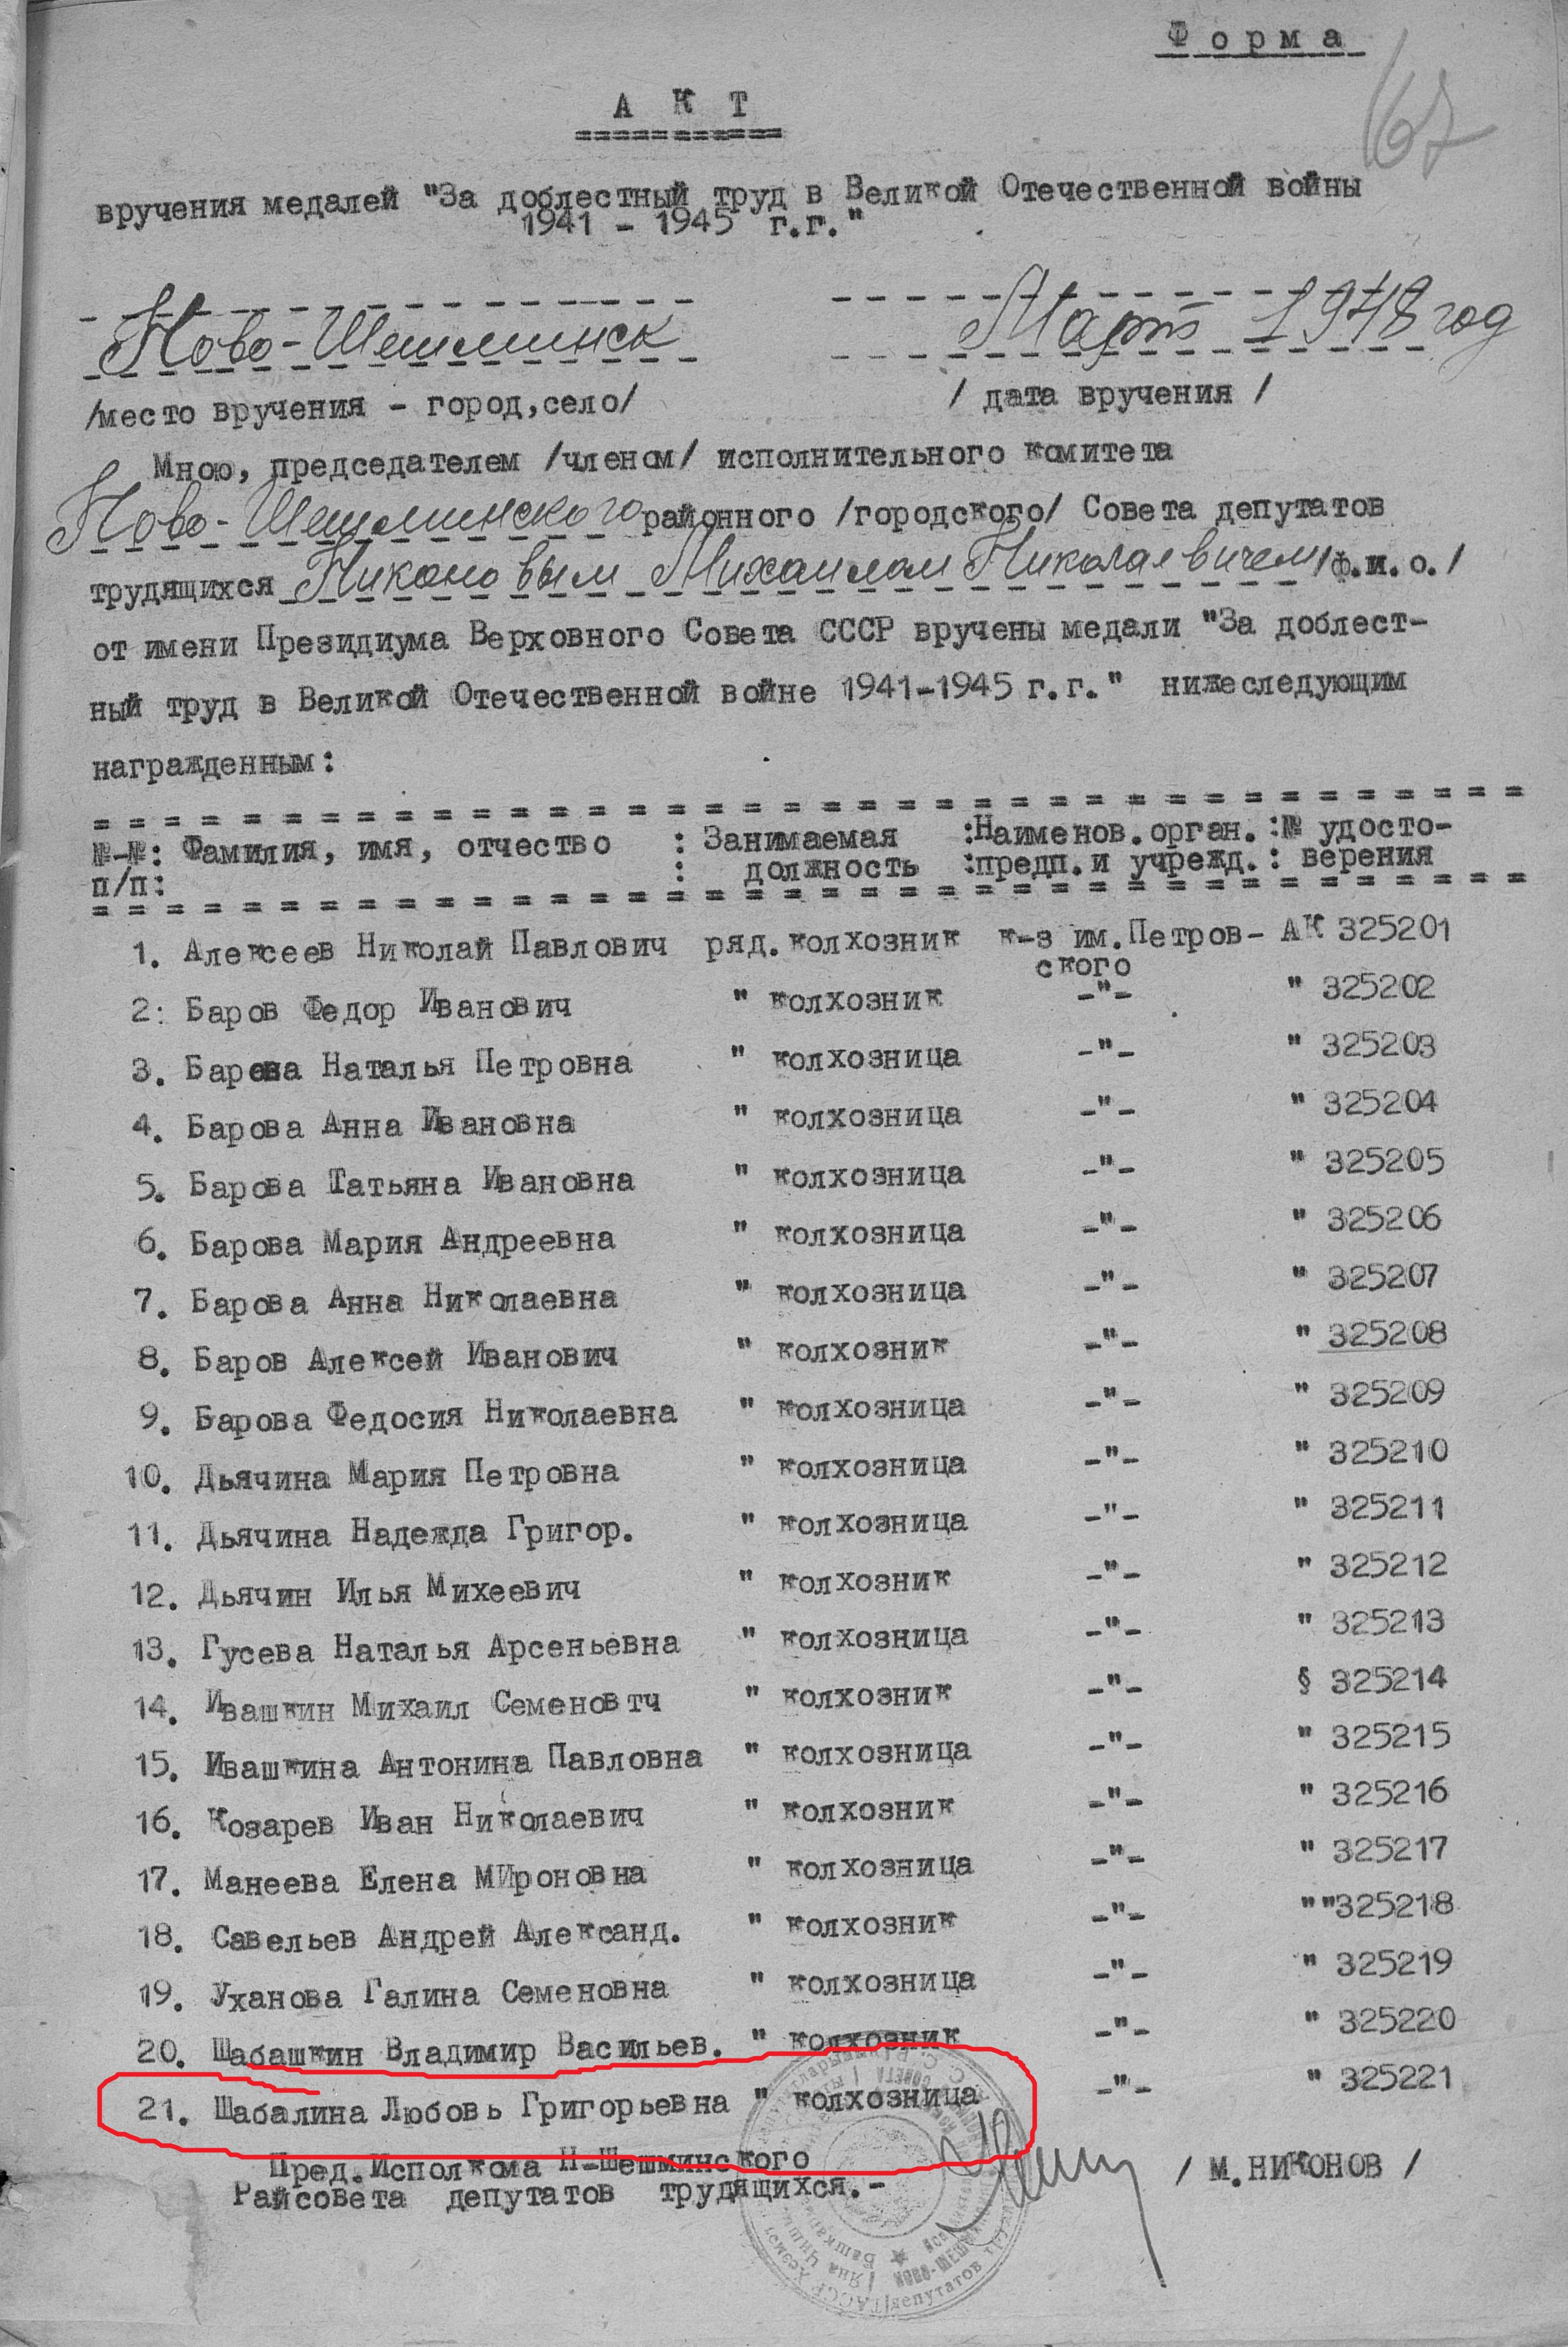 Форма
67
АКТ
вручения медалей "За доблестный труд в Великой Отечественной войны
1941 - 1945 г.г."
Ново-Шешминск Март 1948 год
/место вручения - город,село/ / дата вручения /
Мною, председателем /членом/ исполнительного комитета
Ново-Шешминского районного /городского/ Совета депутатов
трудящихся Никоновым Михаилом Николаевичем /ф.и.о./
от имени Президиума Верховного Совета СССР вручены медали "За доблест-
ный труд в Великой Отечественной войне 1941-1945 г.г." нижеследующим
награжденным:
№-№: Фамилия, имя, отчество : Занимаемая :Наименов.орган.:№ удосто-
п/п: : должность :предп.и учрежд.: верения
1. Алексеев Николай Павлович ряд.колхозник к-з им.Петров- АК 325201
ского
2: Баров Федор Иванович " колхозник -"- " 325202
3. Барова Наталья Петровна " колхозница -"- " 325203
4. Барова Анна Ивановна " колхозница -"- " 325204
5. Барова Татьяна Ивановна " колхозница -"- " 325205
6. Барова Мария Андреевна " колхозница -"- " 325206
7. Барова Анна Николаевна " колхозница -"- " 325207
8. Баров Алексей Иванович " колхозник -"- " 325208
9. Барова Федосия Николаевна " колхозница -"- " 325209
10. Дьячина Мария Петровна " колхозница -"- " 325210
11. Дьячина Надежда Григор. " колхозница -"- " 325211
12. Дьячин Илья Михеевич " колхозник -"- " 325212
13. Гусева Наталья Арсеньевна " колхозница -"- " 325213
14. Ивашкин Михаил Семеновтч " колхозник -"- § 325214
15. Ивашкина Антонина Павловна " колхозница -"- " 325215
16. Козарев Иван Николаевич " колхозник -"- " 325216
17. Манеева Елена МИроновна " колхозница -"- " 325217
18. Савельев Андрей Александ. " колхозник -"- ""325218
19. Уханова Галина Семеновна " колхозница -"- " 325219
20. Шабашкин Владимир Васильев. " колхозник -"- " 325220
21. Шабалина Любовь Григорьевна " колхозница -"- " 325221
Пред.Исполкома Н-Шешминского
Райсовета депутатов трудящихся.- / М.НИКОНОВ /